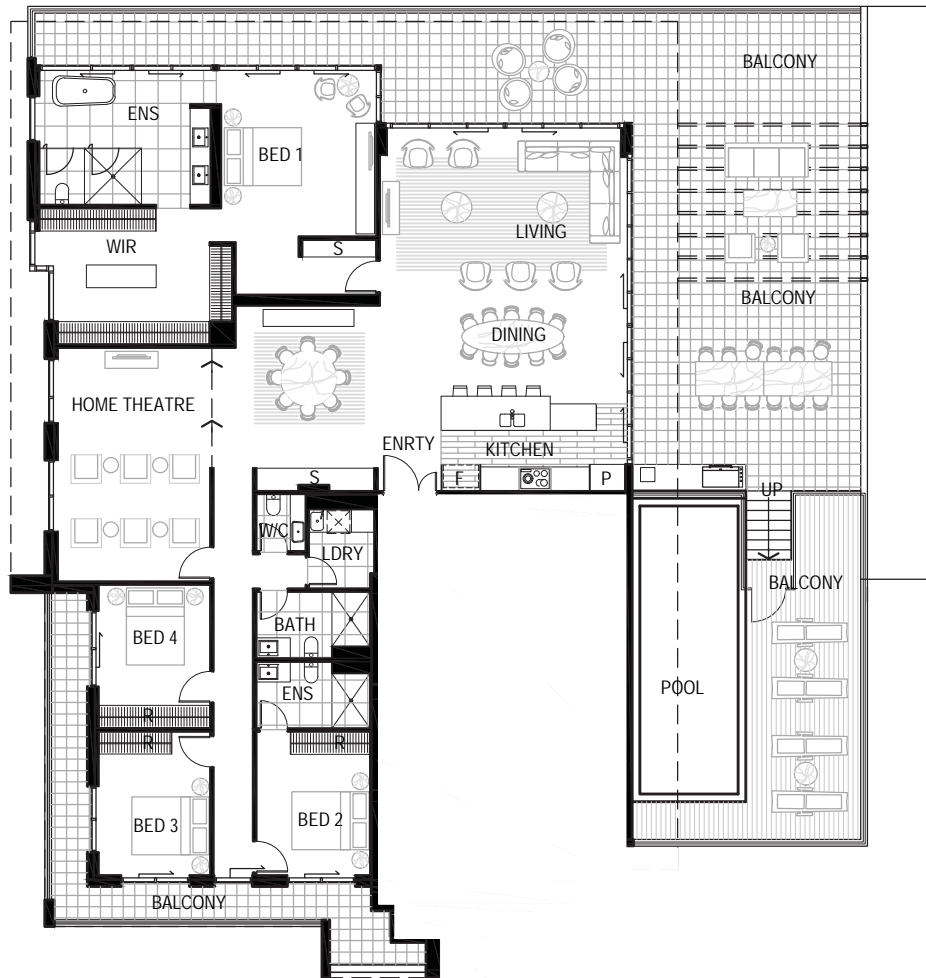 BALCONY
ENS
BED 1
WIR
S
LIVING
BALCONY
DINING
HOME THEATRE
ENRTY
KITCHEN
S
F
P
UP
W/C
LDRY
BALCONY
BATH
BED 4
ENS
POOL
R
R
R
BED 3
BED 2
BALCONY